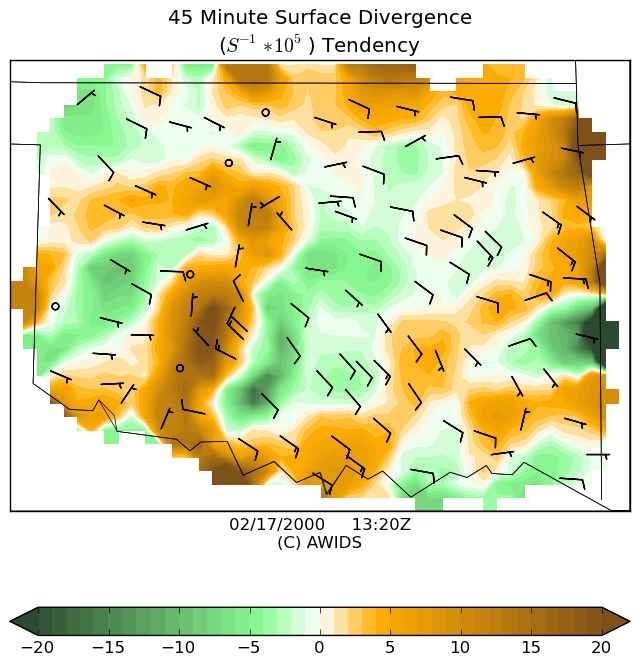 45 Minute Surface Divergence
(S⁻¹ * 10⁵ ) Tendency
02/17/2000 13:20Z
(C) AWIDS
−20 −15 −10 −5 0 5 10 15 20